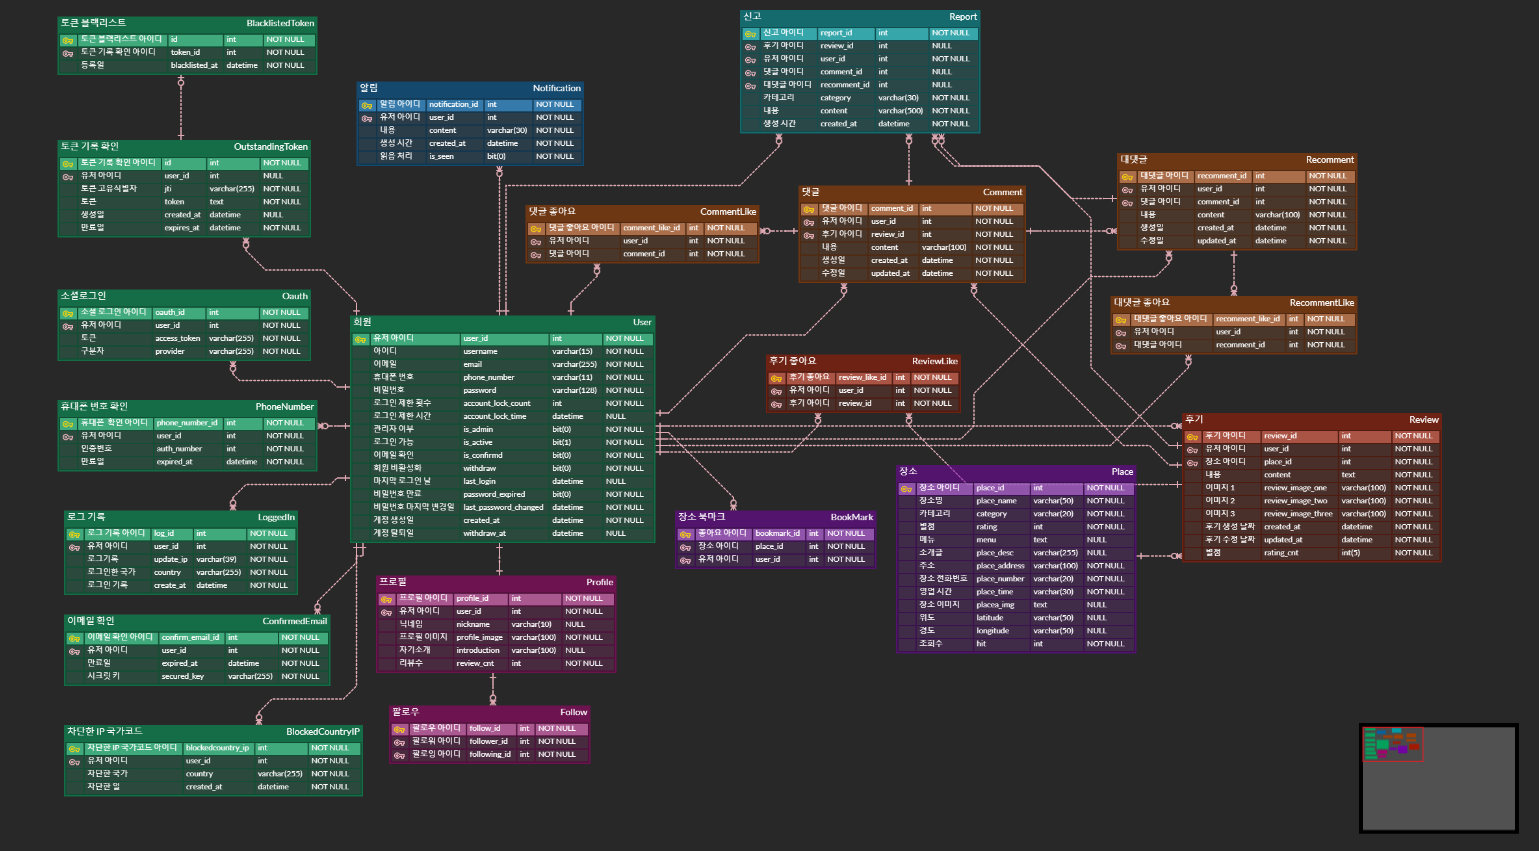 토큰 블랙리스트 BlacklistedToken
토큰 블랙리스트 아이디 id int NOT NULL
토큰 기록 확인 아이디 token_id int NOT NULL
등록일 blacklisted_at datetime NOT NULL
토큰 기록 확인 OutstandingToken
토큰 기록 확인 아이디 id int NOT NULL
유저 아이디 user_id int NULL
토큰 고유식별자 jti varchar(255) NOT NULL
토큰 token text NOT NULL
생성일 created_at datetime NULL
만료일 expires_at datetime NOT NULL
소셜로그인 Oauth
소셜 로그인 아이디 oauth_id int NOT NULL
유저 아이디 user_id int NOT NULL
토큰 access_token varchar(255) NOT NULL
구분자 provider varchar(255) NOT NULL
휴대폰 번호 확인 PhoneNumber
휴대폰 확인 아이디 phone_number_id int NOT NULL
유저 아이디 user_id int NOT NULL
인증번호 auth_number int NOT NULL
만료일 expired_at datetime NOT NULL
로그 기록 LoggedIn
로그 기록 아이디 log_id int NOT NULL
유저 아이디 user_id int NOT NULL
로그기록 update_ip varchar(39) NOT NULL
로그인한 국가 country varchar(255) NOT NULL
로그인 기록 create_at datetime NOT NULL
이메일 확인 ConfirmedEmail
이메일 확인 아이디 confirm_email_id int NOT NULL
유저 아이디 user_id int NOT NULL
만료일 expired_at datetime NOT NULL
시크릿 키 secured_key varchar(255) NOT NULL
차단한 IP 국가코드 BlockedCountryIP
차단한 IP 국가코드 아이디 blockedcountry_ip int NOT NULL
유저 아이디 user_id int NOT NULL
차단한 국가 country varchar(255) NOT NULL
차단한 일 created_at datetime NOT NULL
알림 Notification
알림 아이디 notification_id int NOT NULL
유저 아이디 user_id int NOT NULL
내용 content varchar(30) NOT NULL
생성 시간 created_at datetime NOT NULL
읽음 처리 is_seen bit(0) NOT NULL
회원 User
유저 아이디 user_id int NOT NULL
아이디 username varchar(15) NOT NULL
이메일 email varchar(255) NOT NULL
휴대폰 번호 phone_number varchar(11) NOT NULL
비밀번호 password varchar(128) NOT NULL
로그인 제한 횟수 account_lock_count int NOT NULL
로그인 제한 시간 account_lock_time datetime NULL
관리자 여부 is_admin bit(0) NOT NULL
로그인 가능 is_active bit(1) NOT NULL
이메일 확인 is_confirmd bit(0) NOT NULL
회원 비활성화 withdraw bit(0) NOT NULL
마지막 로그인 날 last_login datetime NULL
비밀번호 만료 password_expired bit(0) NOT NULL
비밀번호 마지막 변경일 last_password_changed datetime NOT NULL
계정 생성일 created_at datetime NOT NULL
계정 탈퇴일 withdraw_at datetime NULL
프로필 Profile
프로필 아이디 profile_id int NOT NULL
유저 아이디 user_id int NOT NULL
닉네임 nickname varchar(10) NULL
프로필 이미지 profile_image varchar(100) NOT NULL
자기소개 introduction varchar(100) NULL
리뷰수 review_cnt int NOT NULL
팔로우 Follow
팔로우 아이디 follow_id int NOT NULL
팔로워 아이디 follower_id int NOT NULL
팔로잉 아이디 following_id int NOT NULL
댓글 좋아요 CommentLike
댓글 좋아요 아이디 comment_like_id int NOT NULL
유저 아이디 user_id int NOT NULL
댓글 아이디 comment_id int NOT NULL
신고 Report
신고 아이디 report_id int NOT NULL
후기 아이디 review_id int NULL
유저 아이디 user_id int NOT NULL
댓글 아이디 comment_id int NULL
대댓글 아이디 recomment_id int NULL
카테고리 category varchar(30) NOT NULL
내용 content varchar(500) NOT NULL
생성 시간 created_at datetime NOT NULL
댓글 Comment
댓글 아이디 comment_id int NOT NULL
유저 아이디 user_id int NOT NULL
후기 아이디 review_id int NOT NULL
내용 content varchar(100) NOT NULL
생성일 created_at datetime NOT NULL
수정일 updated_at datetime NOT NULL
대댓글 Recomment
대댓글 아이디 recomment_id int NOT NULL
유저 아이디 user_id int NOT NULL
댓글 아이디 comment_id int NOT NULL
내용 content varchar(100) NOT NULL
생성일 created_at datetime NOT NULL
수정일 updated_at datetime NOT NULL
대댓글 좋아요 RecommentLike
대댓글 좋아요 아이디 recomment_like_id int NOT NULL
유저 아이디 user_id int NOT NULL
대댓글 아이디 recomment_id int NOT NULL
후기 좋아요 ReviewLike
후기 좋아요 review_like_id int NOT NULL
유저 아이디 user_id int NOT NULL
후기 아이디 review_id int NOT NULL
후기 Review
후기 아이디 review_id int NOT NULL
유저 아이디 user_id int NOT NULL
장소 아이디 place_id int NOT NULL
내용 content text NOT NULL
이미지 1 review_image_one varchar(100) NOT NULL
이미지 2 review_image_two varchar(100) NOT NULL
이미지 3 review_image_three varchar(100) NOT NULL
후기 생성 날짜 created_at datetime NOT NULL
후기 수정 날짜 updated_at datetime NOT NULL
별점 rating_cnt int(5) NOT NULL
장소 Place
장소 아이디 place_id int NOT NULL
장소명 place_name varchar(50) NOT NULL
카테고리 category varchar(20) NOT NULL
별점 rating int NOT NULL
메뉴 menu text NULL
소개글 place_desc varchar(255) NULL
주소 place_address varchar(100) NOT NULL
장소 전화번호 place_number varchar(20) NOT NULL
영업 시간 place_time varchar(30) NOT NULL
장소 이미지 placea_img text NULL
위도 latitude varchar(50) NULL
경도 longitude varchar(50) NULL
조회수 hit int NOT NULL
장소 북마크 BookMark
좋아요 아이디 bookmark_id int NOT NULL
장소 아이디 place_id int NOT NULL
유저 아이디 user_id int NOT NULL